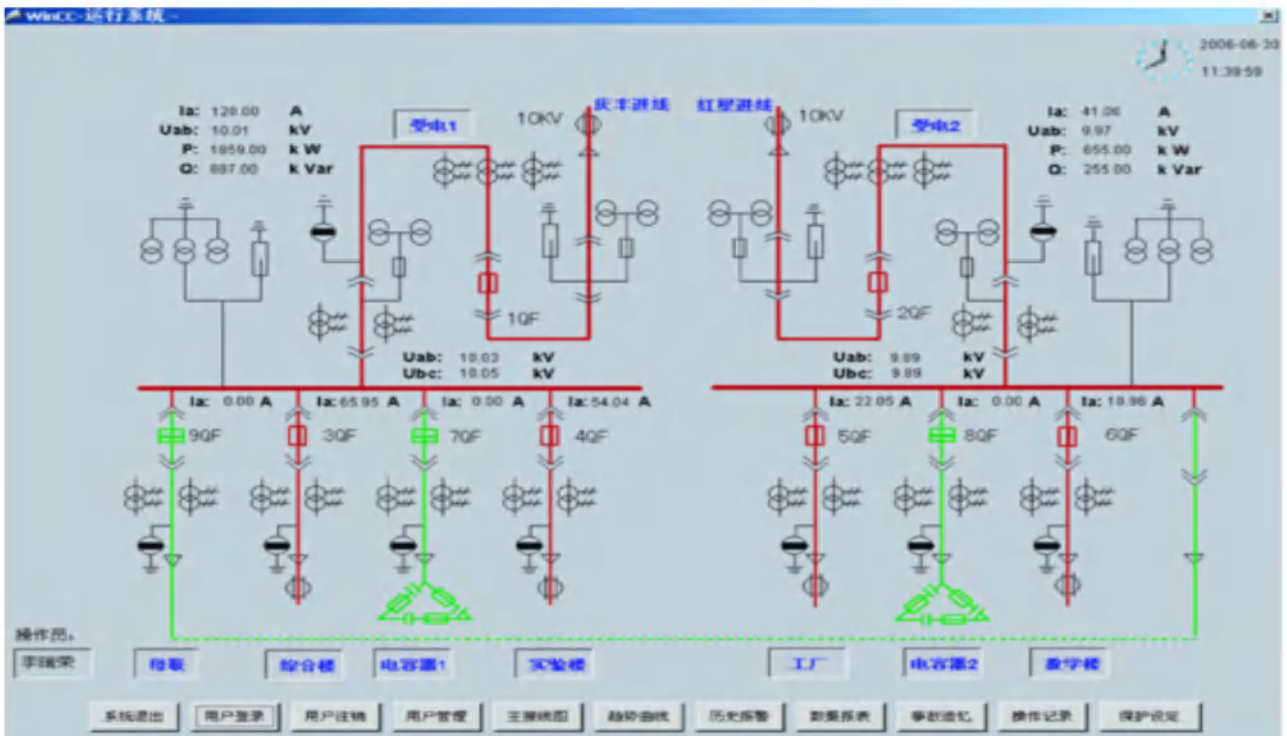 WinCC-运行系统 -
2006-06-30
11:39:59
庆丰进线 红星进线
Ia: 120.00 A
受电1
10KV
10KV
受电2
Ia: 41.06 A
Uab: 10.01 kV
Uab: 9.97 kV
P: 1859.00 k W
P: 655.00 k W
Q: 887.00 k Var
Q: 255.00 k Var
1QF
2QF
Uab: 10.03 kV
Uab: 9.89 kV
Ubc: 10.05 kV
Ubc: 9.89 kV
Ia: 0.00 A Ia: 65.95 A Ia: 0.00 A Ia: 54.04 A
Ia: 22.05 A Ia: 0.00 A Ia: 18.96 A
9QF 3QF 7QF 4QF
5QF 8QF 6QF
操作员:
李瑞荣
母联 综合楼 电容器1 实验楼 工厂 电容器2 教学楼
系统退出 用户登录 用户注销 用户管理 主接线图 趋势曲线 历史报警 数据报表 事故追忆 操作记录 保护设定